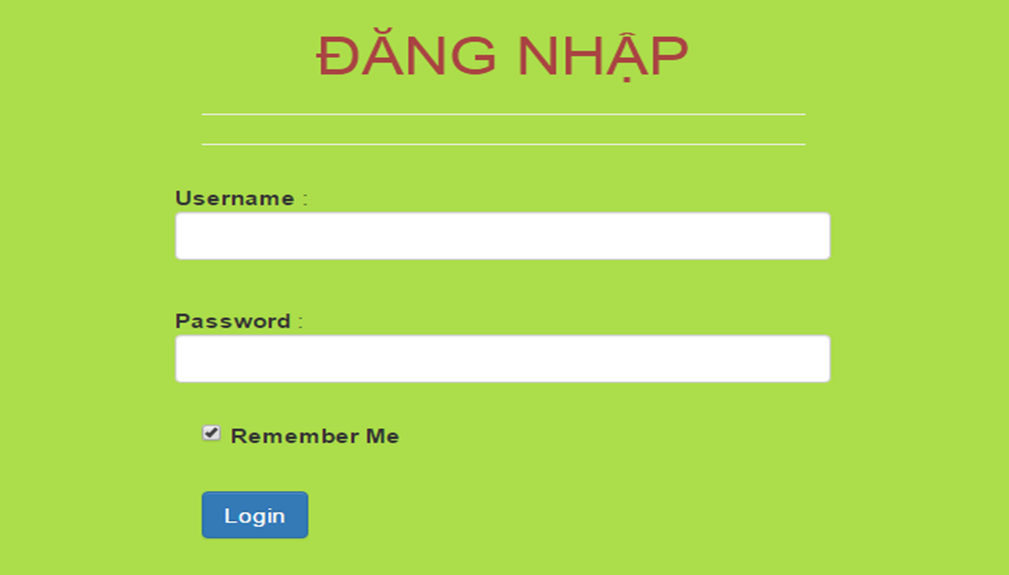 ĐĂNG NHẬP
Username :
Password :
Remember Me
Login